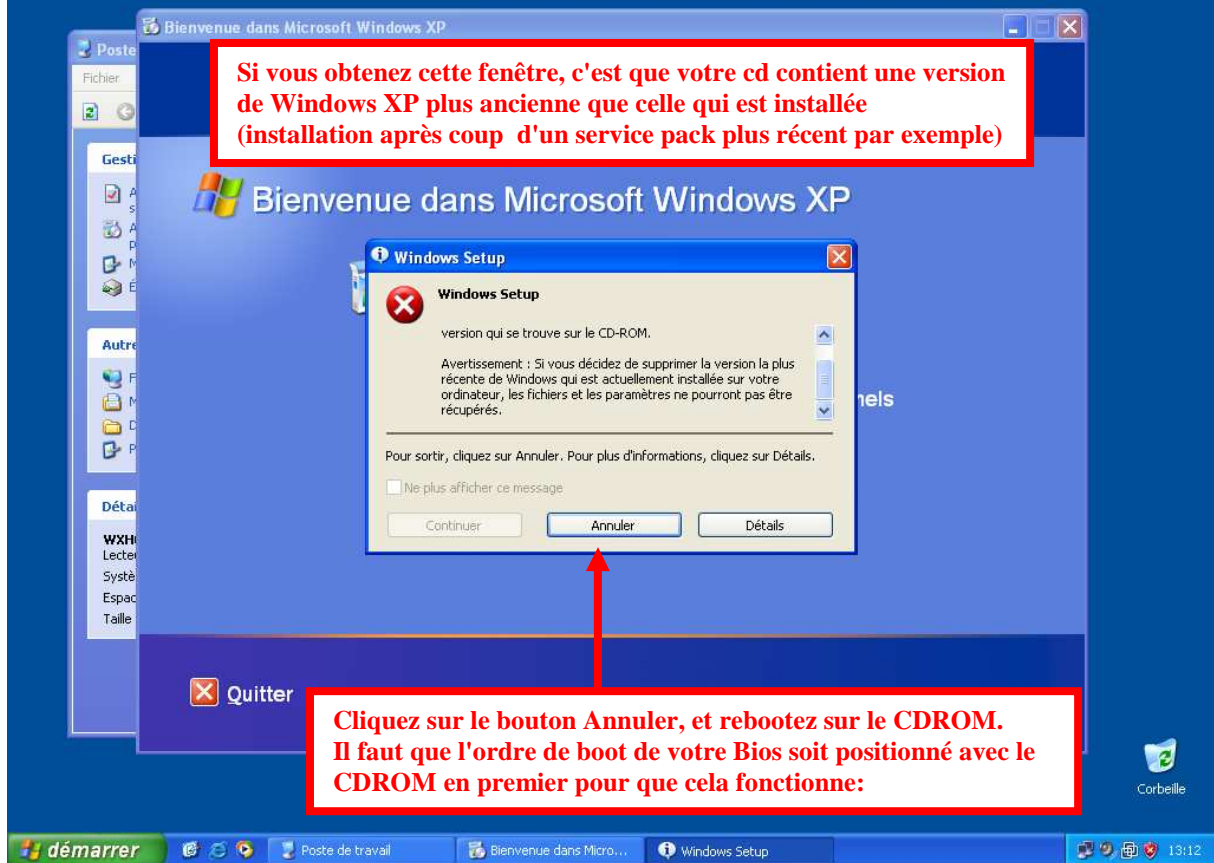 Bienvenue dans Microsoft Windows XP
Poste
Fichier
Si vous obtenez cette fenêtre, c'est que votre cd contient une version
de Windows XP plus ancienne que celle qui est installée
(installation après coup d'un service pack plus récent par exemple)
Gesti
Autre
Détai
WXH
Lecte
Systè
Espac
Taille
Bienvenue dans Microsoft Windows XP
nels
Windows Setup
Windows Setup
version qui se trouve sur le CD-ROM.
Avertissement : Si vous décidez de supprimer la version la plus
récente de Windows qui est actuellement installée sur votre
ordinateur, les fichiers et les paramètres ne pourront pas être
récupérés.
Pour sortir, cliquez sur Annuler. Pour plus d'informations, cliquez sur Détails.
Ne plus afficher ce message
Continuer Annuler Détails
Quitter
Cliquez sur le bouton Annuler, et rebootez sur le CDROM.
Il faut que l'ordre de boot de votre Bios soit positionné avec le
CDROM en premier pour que cela fonctionne:
Corbeille
démarrer Poste de travail Bienvenue dans Micro... Windows Setup 13:12